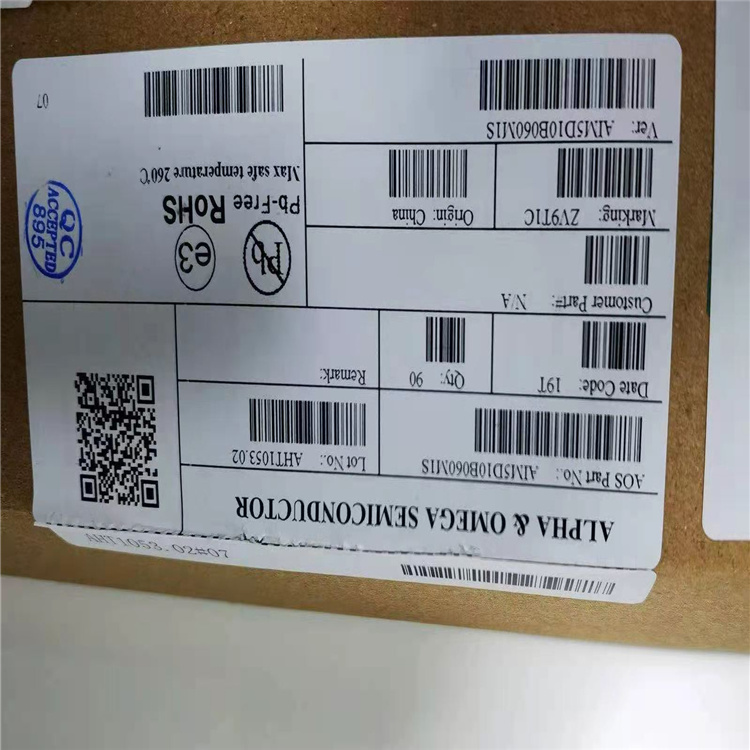 ALPHA & OMEGA SEMICONDUCTOR
AOS Part No.: AIM5D10B060M1S
Lot No.: AHT1053.02
Date Code: 19T
Qty: 90
Remark:
Customer Part#: N/A
Marking: ZV9T1C
Origin: China
Ver: AIM5D10B060M1S
Pb
e3
Pb-Free RoHS
Max safe temperature 260℃
07
QC
ACCEPTED
895
AHT1053.02#07